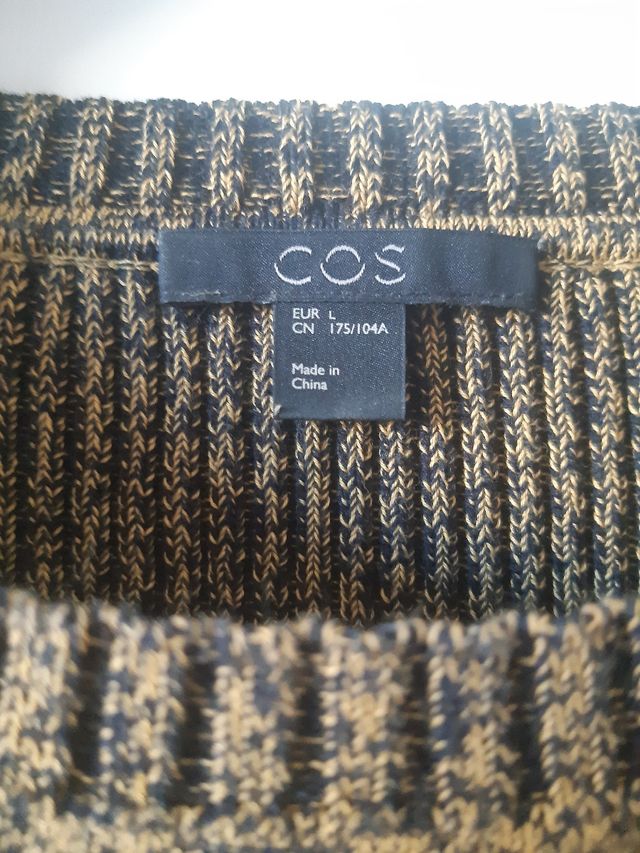 COS
EUR L
CN 175/104A
Made in
China